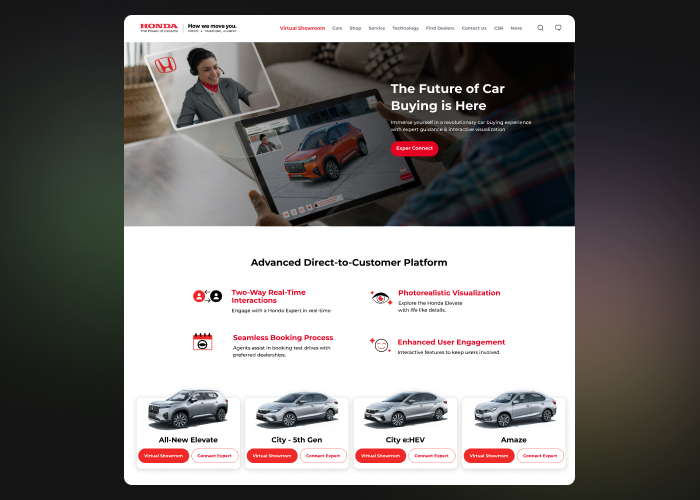 HONDA
The Power of Dreams
How we move you.
CREATE ▸ TRANSCEND, AUGMENT
Virtual Showroom Cars Shop Service Technology Find Dealers Contact Us CSR More
The Future of Car
Buying is Here
Immerse yourself in a revolutionary car buying experience
with expert guidance & interactive visualization
Exper Connect
Advanced Direct-to-Customer Platform
Two-Way Real-Time
Interactions
Engage with a Honda Expert in real-time.
Photorealistic Visualization
Explore the Honda Elevate
with life like details.
Seamless Booking Process
Agents assist in booking test drives with
preferred dealerships.
Enhanced User Engagement
Interactive features to keep users involved
All-New Elevate
Virtual Showroom Connect Expert
City - 5th Gen
Virtual Showroom Connect Expert
City e:HEV
Virtual Showroom Connect Expert
Amaze
Virtual Showroom Connect Expert